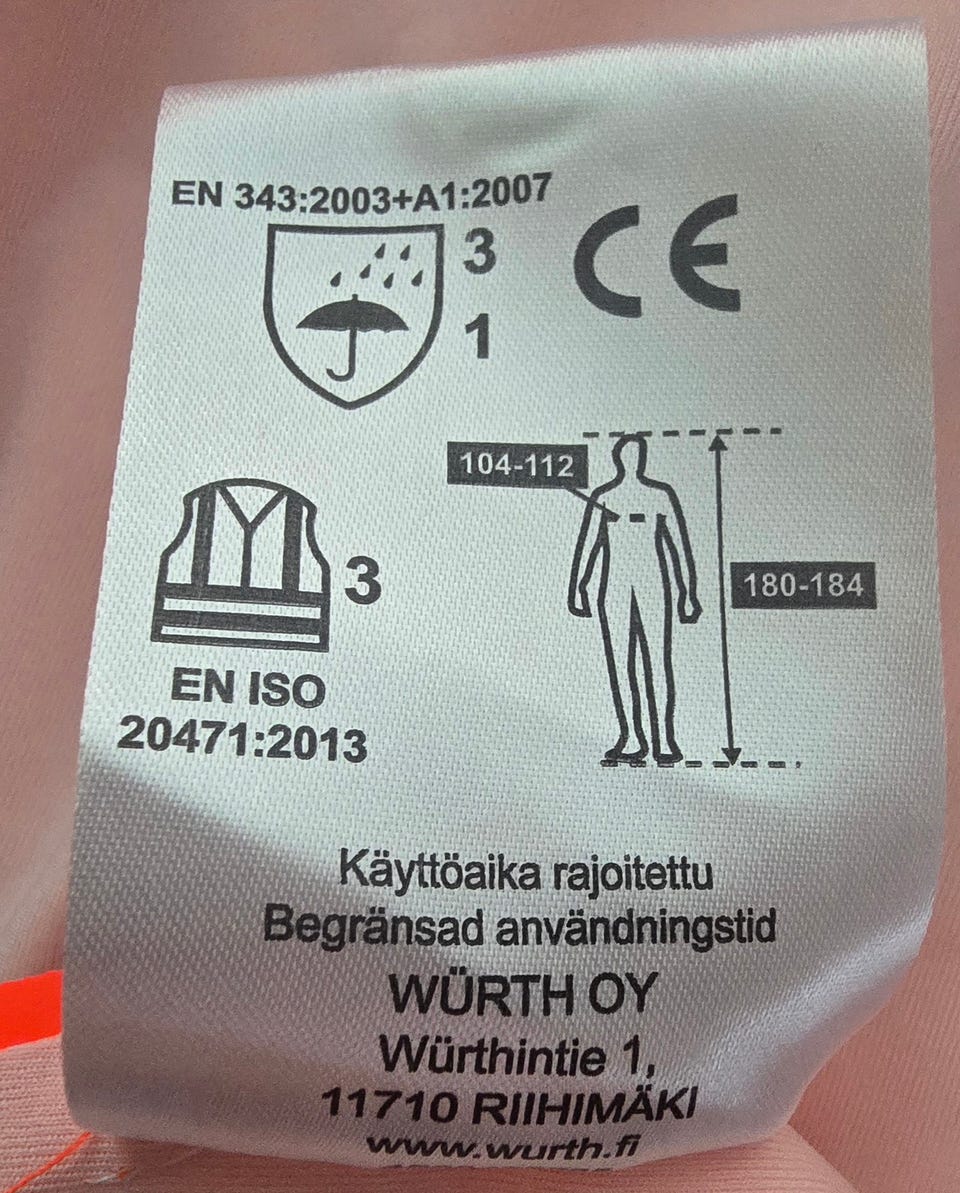 EN 343:2003+A1:2007
3
CE
1
104-112
180-184
3
EN ISO
20471:2013
Käyttöaika rajoitettu
Begränsad användningstid
WÜRTH OY
Würthintie 1,
11710 RIIHIMÄKI
www.wurth.fi